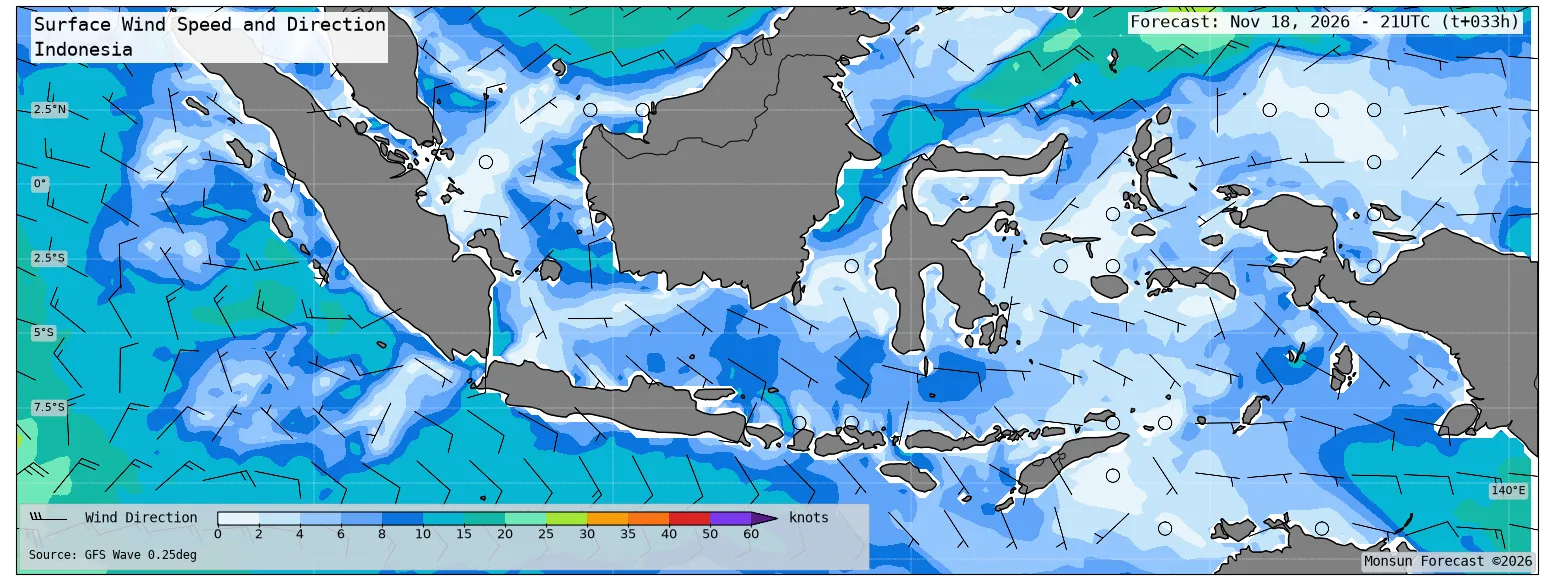 Surface Wind Speed and Direction
Indonesia
Forecast: Nov 18, 2026 - 21UTC (t+033h)
2.5°N
0°
2.5°S
5°S
7.5°S
140°E
Wind Direction
0 2 4 6 8 10 15 20 25 30 35 40 50 60
knots
Source: GFS Wave 0.25deg
Monsun Forecast ©2026